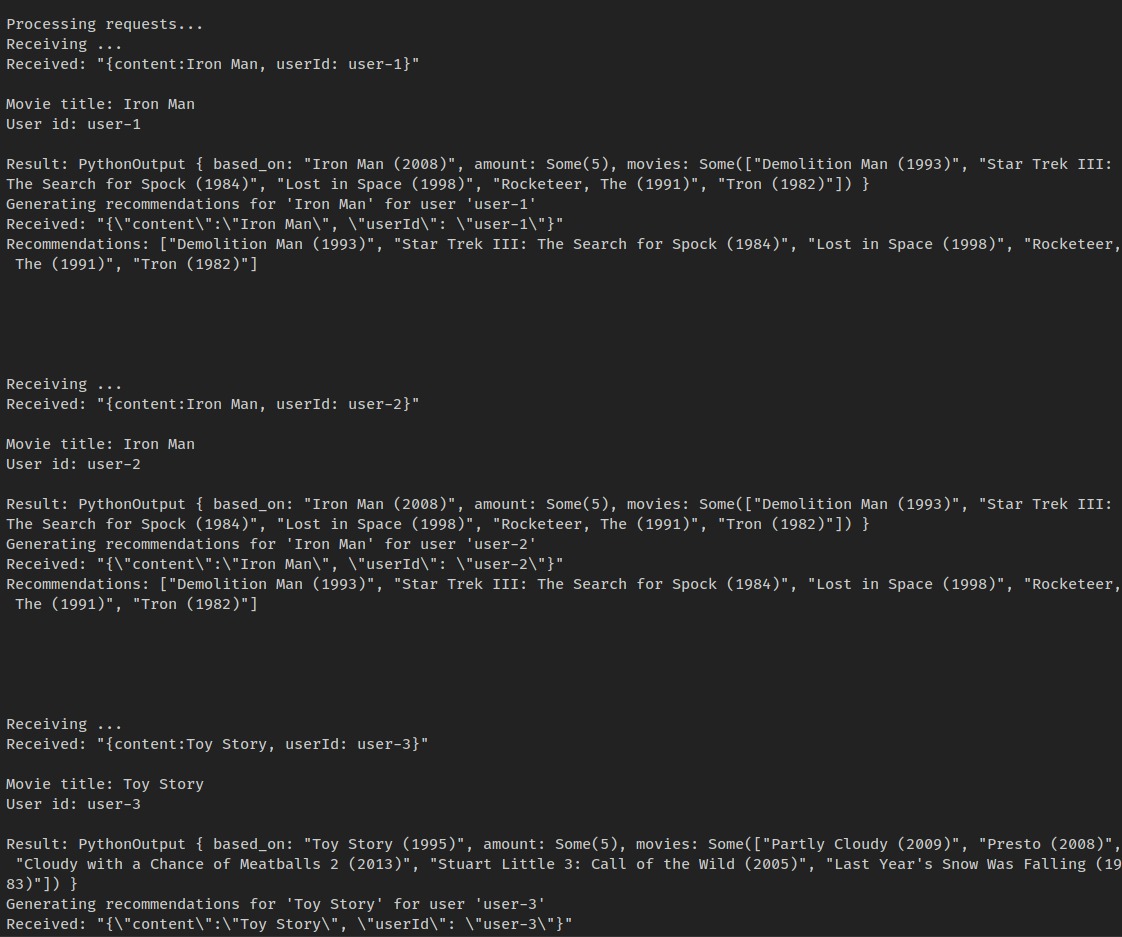 Processing requests...
Receiving ...
Received: "{content:Iron Man, userId: user-1}"
Movie title: Iron Man
User id: user-1
Result: PythonOutput { based_on: "Iron Man (2008)", amount: Some(5), movies: Some(["Demolition Man (1993)", "Star Trek III:
The Search for Spock (1984)", "Lost in Space (1998)", "Rocketeer, The (1991)", "Tron (1982)"]) }
Generating recommendations for 'Iron Man' for user 'user-1'
Received: "{\"content\":\"Iron Man\", \"userId\": \"user-1\"}"
Recommendations: ["Demolition Man (1993)", "Star Trek III: The Search for Spock (1984)", "Lost in Space (1998)", "Rocketeer,
The (1991)", "Tron (1982)"]
Receiving ...
Received: "{content:Iron Man, userId: user-2}"
Movie title: Iron Man
User id: user-2
Result: PythonOutput { based_on: "Iron Man (2008)", amount: Some(5), movies: Some(["Demolition Man (1993)", "Star Trek III:
The Search for Spock (1984)", "Lost in Space (1998)", "Rocketeer, The (1991)", "Tron (1982)"]) }
Generating recommendations for 'Iron Man' for user 'user-2'
Received: "{\"content\":\"Iron Man\", \"userId\": \"user-2\"}"
Recommendations: ["Demolition Man (1993)", "Star Trek III: The Search for Spock (1984)", "Lost in Space (1998)", "Rocketeer,
The (1991)", "Tron (1982)"]
Receiving ...
Received: "{content:Toy Story, userId: user-3}"
Movie title: Toy Story
User id: user-3
Result: PythonOutput { based_on: "Toy Story (1995)", amount: Some(5), movies: Some(["Partly Cloudy (2009)", "Presto (2008)",
"Cloudy with a Chance of Meatballs 2 (2013)", "Stuart Little 3: Call of the Wild (2005)", "Last Year's Snow Was Falling (19
83)"]) }
Generating recommendations for 'Toy Story' for user 'user-3'
Received: "{\"content\":\"Toy Story\", \"userId\": \"user-3\"}"